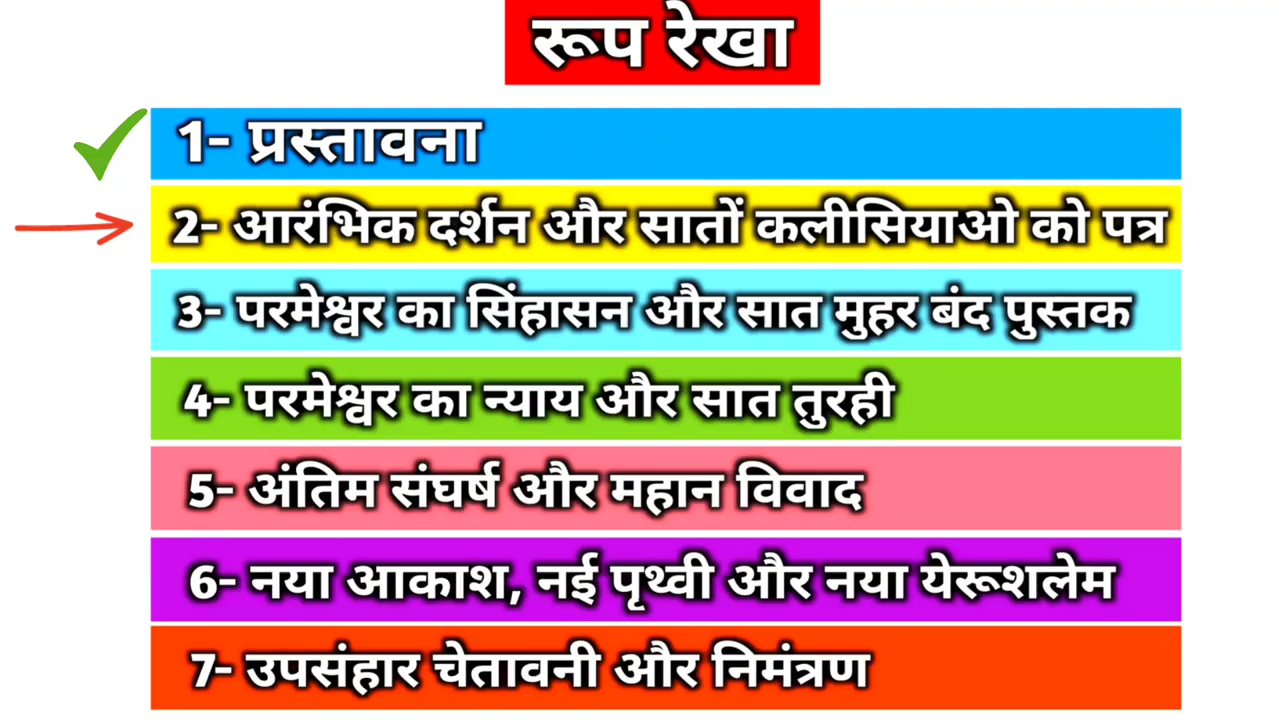 रूप रेखा
1- प्रस्तावना
2- आरंभिक दर्शन और सातों कलीसियाओ को पत्र
3- परमेश्वर का सिंहासन और सात मुहर बंद पुस्तक
4- परमेश्वर का न्याय और सात तुरही
5- अंतिम संघर्ष और महान विवाद
6- नया आकाश, नई पृथ्वी और नया येरूशलेम
7- उपसंहार चेतावनी और निमंत्रण